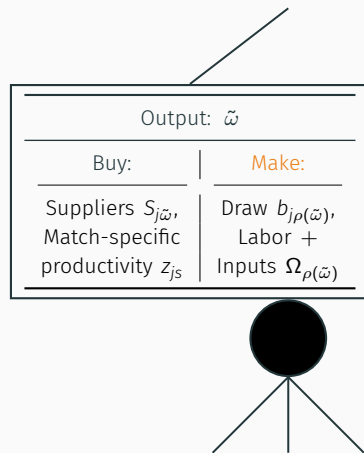 Output: ω̃
Buy: Make:
Suppliers S_{jω̃}, Draw b_{jρ(ω̃)},
Match-specific Labor +
productivity z_{js} Inputs Ω_{ρ(ω̃)}